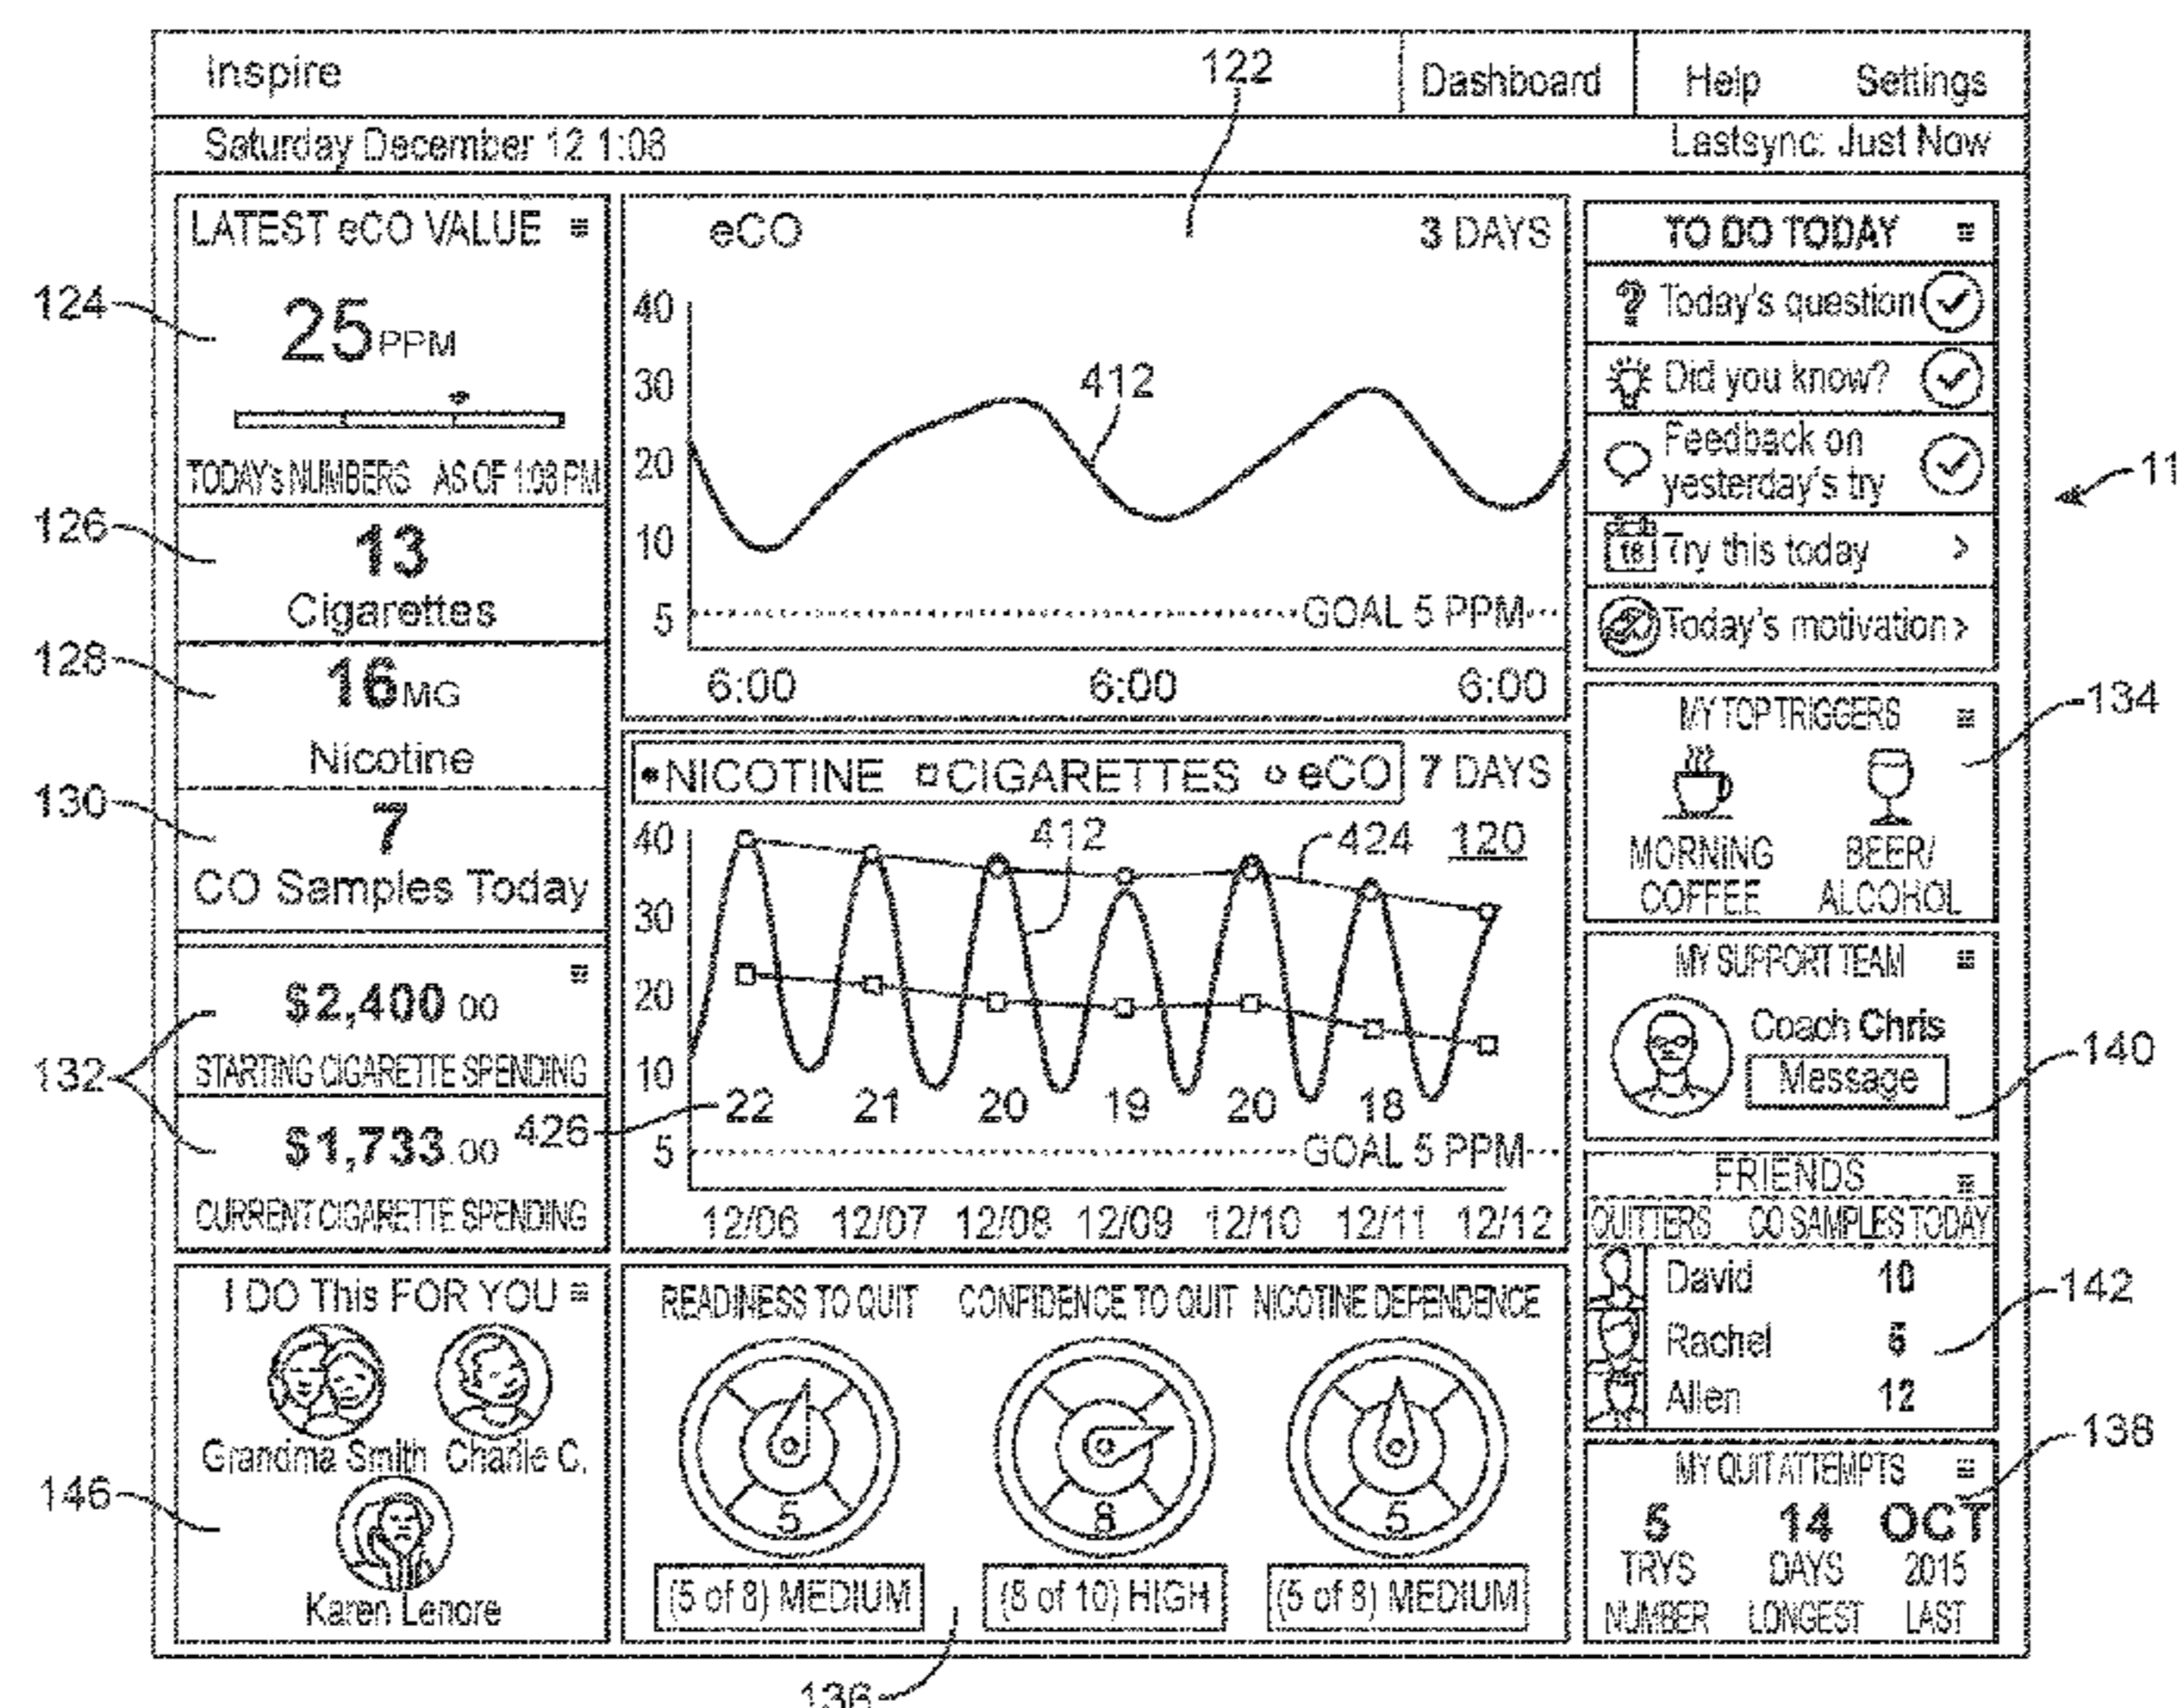 Inspire
122
Dashboard
Help
Settings
Saturday December 12 1:08
Lastsync: Just Now
LATEST eCO VALUE
124
25 PPM
TODAY's NUMBERS AS OF 1:08 PM
126
13
Cigarettes
128
16 MG
Nicotine
130
7
CO Samples Today
132
$2,400.00
STARTING CIGARETTE SPENDING
$1,733.00
CURRENT CIGARETTE SPENDING
I DO This FOR YOU
Grandma Smith Charlie C.
146
Karen Lenore
eCO
3 DAYS
40
30
20
10
5
412
GOAL 5 PPM
6:00 6:00 6:00
NICOTINE CIGARETTES eCO
7 DAYS
40
30
20
10
5
412
424
120
426
22 21 20 19 20 18
GOAL 5 PPM
12/06 12/07 12/08 12/09 12/10 12/11 12/12
READINESS TO QUIT
CONFIDENCE TO QUIT
NICOTINE DEPENDENCE
5
8
5
(5 of 8) MEDIUM
(8 of 10) HIGH
(5 of 8) MEDIUM
136
TO DO TODAY
? Today's question
Did you know?
Feedback on
yesterday's try
Try this today >
Today's motivation >
11
MY TOP TRIGGERS
134
MORNING
COFFEE
BEER/
ALCOHOL
MY SUPPORT TEAM
Coach Chris
Message
140
FRIENDS
QUITTERS CO SAMPLES TODAY
David 10
Rachel
Allen 12
142
138
MY QUIT ATTEMPTS
5 14 OCT
TRYS DAYS 2015
NUMBER LONGEST LAST